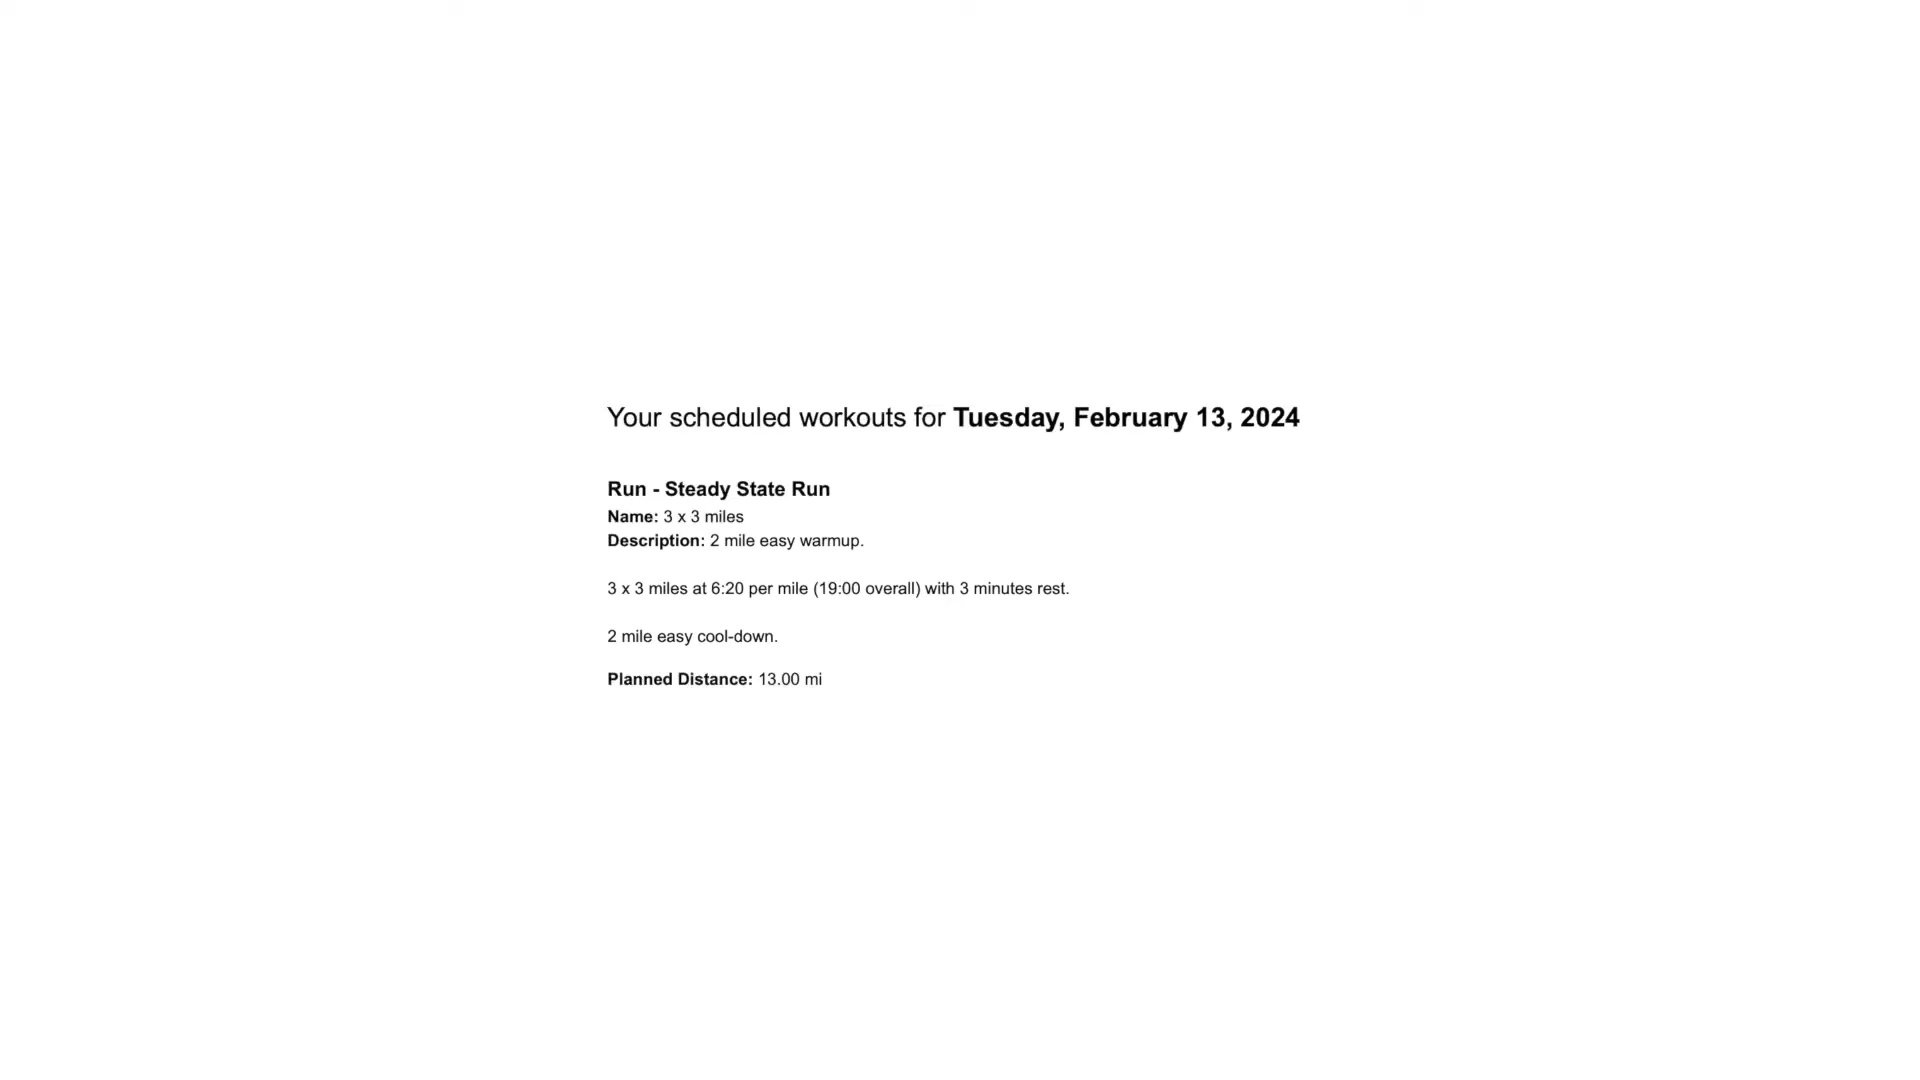 Your scheduled workouts for Tuesday, February 13, 2024
Run - Steady State Run
Name: 3 x 3 miles
Description: 2 mile easy warmup.
3 x 3 miles at 6:20 per mile (19:00 overall) with 3 minutes rest.
2 mile easy cool-down.
Planned Distance: 13.00 mi